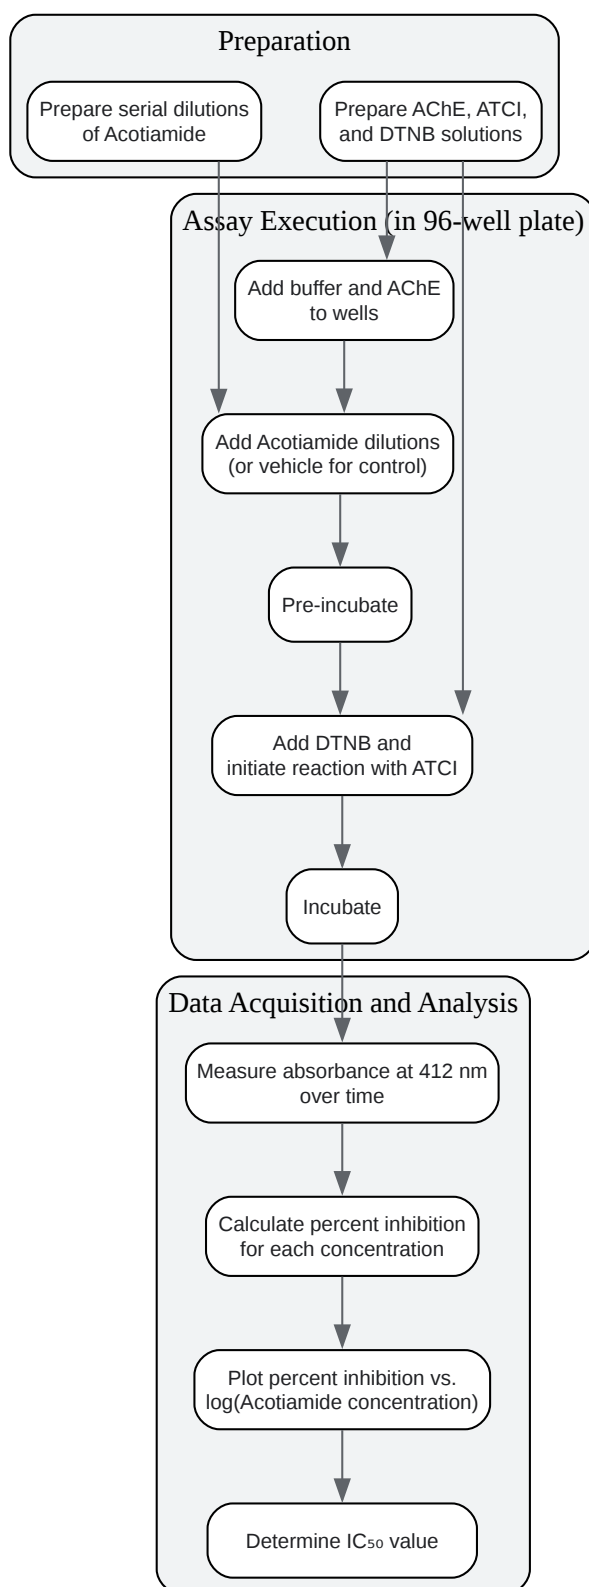 Preparation
Prepare serial dilutions
of Acotiamide
Prepare AChE, ATCI,
and DTNB solutions
Assay Execution (in 96-well plate)
Add buffer and AChE
to wells
Add Acotiamide dilutions
(or vehicle for control)
Pre-incubate
Add DTNB and
initiate reaction with ATCI
Incubate
Data Acquisition and Analysis
Measure absorbance at 412 nm
over time
Calculate percent inhibition
for each concentration
Plot percent inhibition vs.
log(Acotiamide concentration)
Determine IC₅₀ value